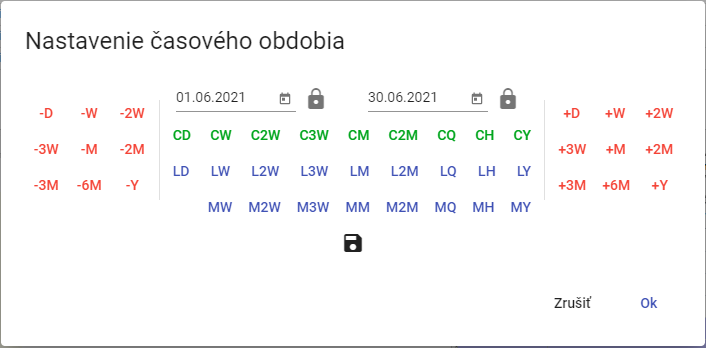 Nastavenie časového obdobia
01.06.2021 30.06.2021
-D -W -2W CD CW C2W C3W CM C2M CQ CH CY +D +W +2W
-3W -M -2M LD LW L2W L3W LM L2M LQ LH LY +3W +M +2M
-3M -6M -Y MW M2W M3W MM M2M MQ MH MY +3M +6M +Y
Zrušiť Ok